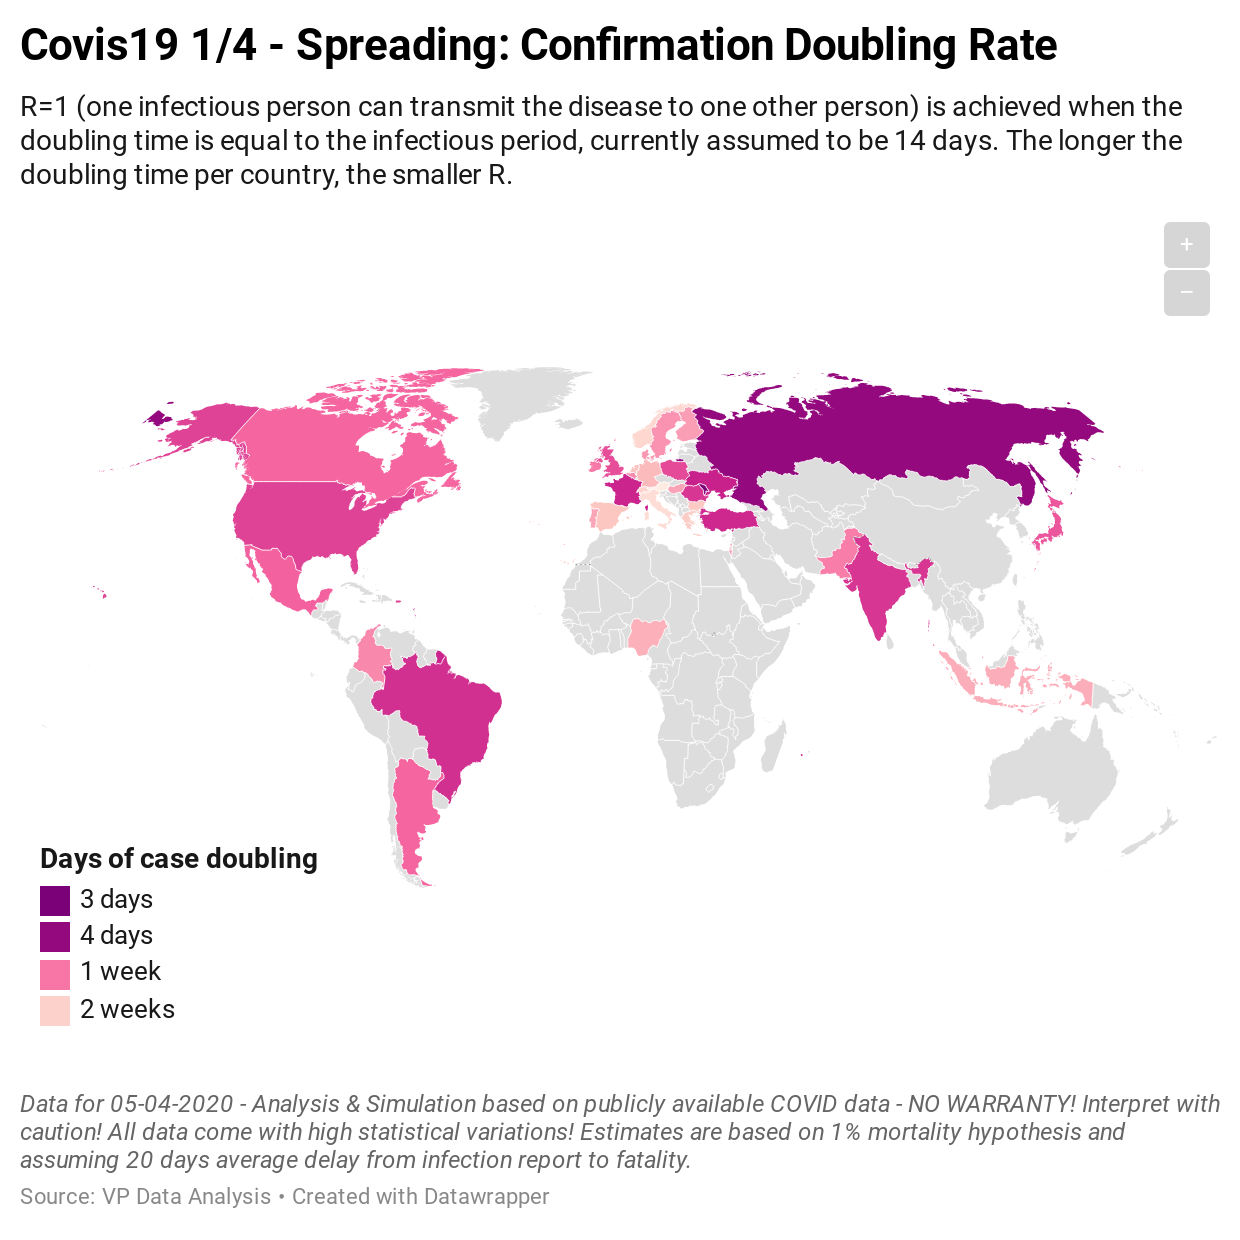 Covis19 1/4 - Spreading: Confirmation Doubling Rate
R=1 (one infectious person can transmit the disease to one other person) is achieved when the
doubling time is equal to the infectious period, currently assumed to be 14 days. The longer the
doubling time per country, the smaller R.
+
−
Days of case doubling
3 days
4 days
1 week
2 weeks
Data for 05-04-2020 - Analysis & Simulation based on publicly available COVID data - NO WARRANTY! Interpret with
caution! All data come with high statistical variations! Estimates are based on 1% mortality hypothesis and
assuming 20 days average delay from infection report to fatality.
Source: VP Data Analysis • Created with Datawrapper